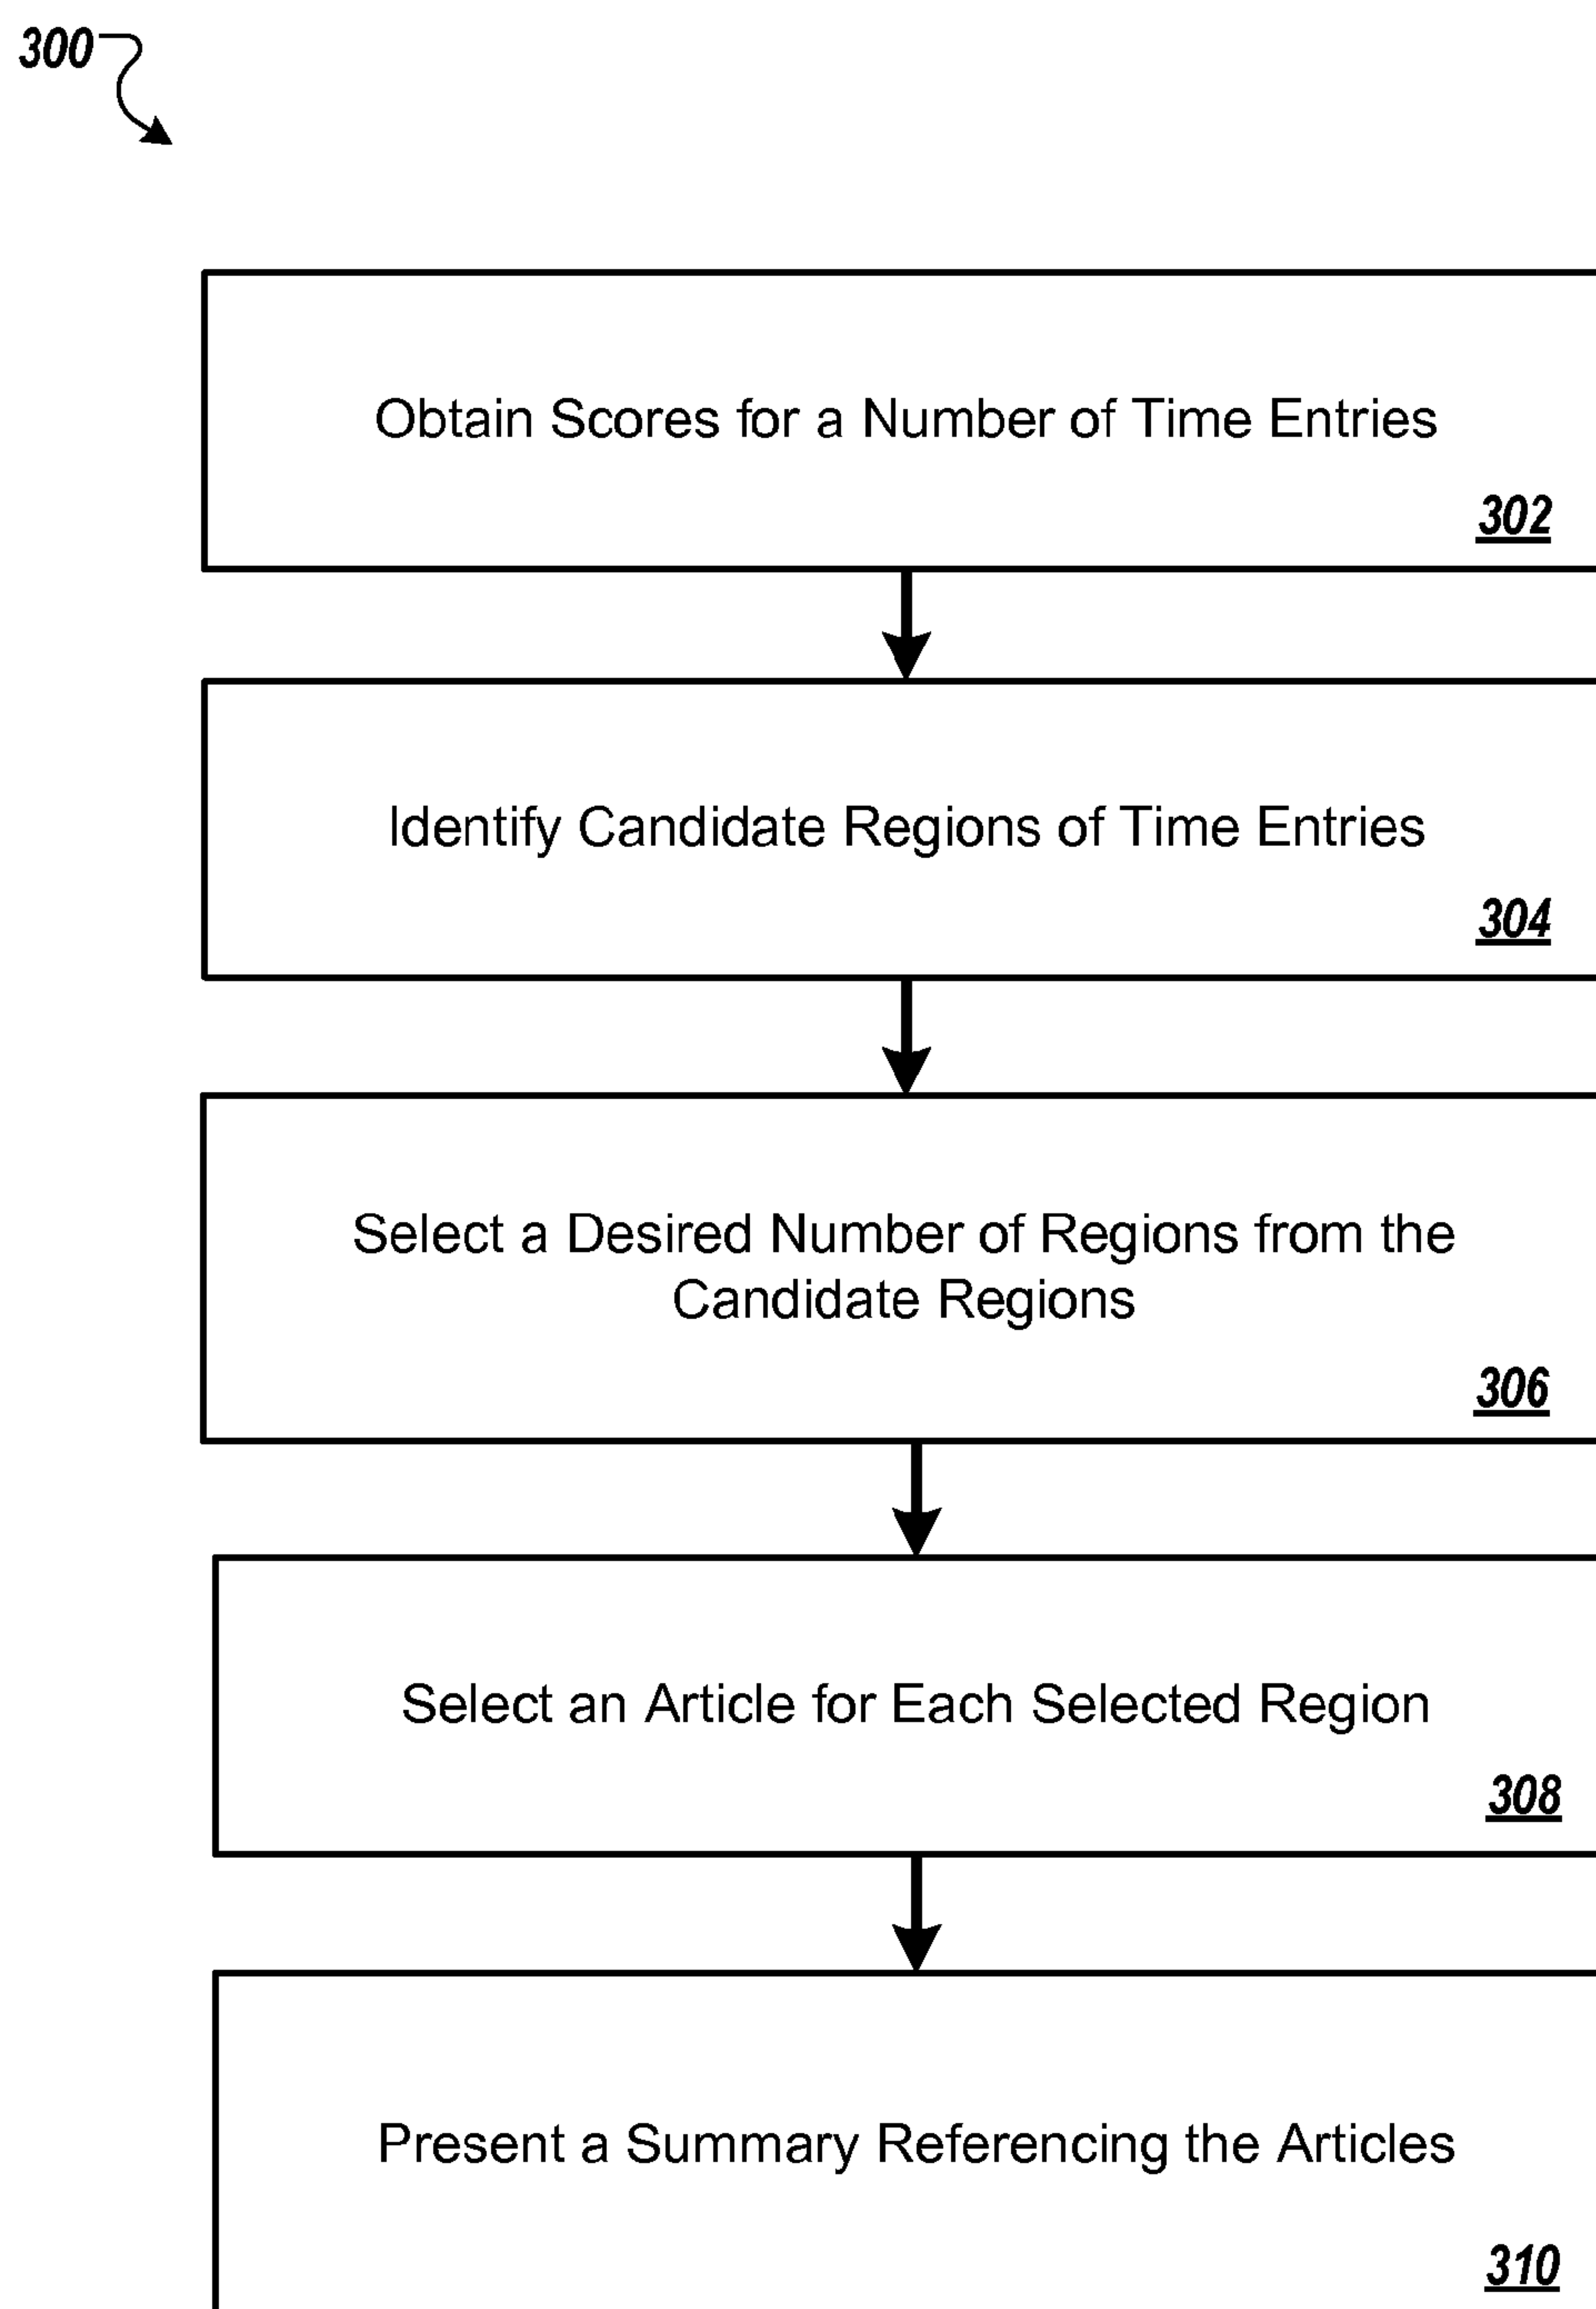 300
Obtain Scores for a Number of Time Entries
302
Identify Candidate Regions of Time Entries
304
Select a Desired Number of Regions from the
Candidate Regions
306
Select an Article for Each Selected Region
308
Present a Summary Referencing the Articles
310